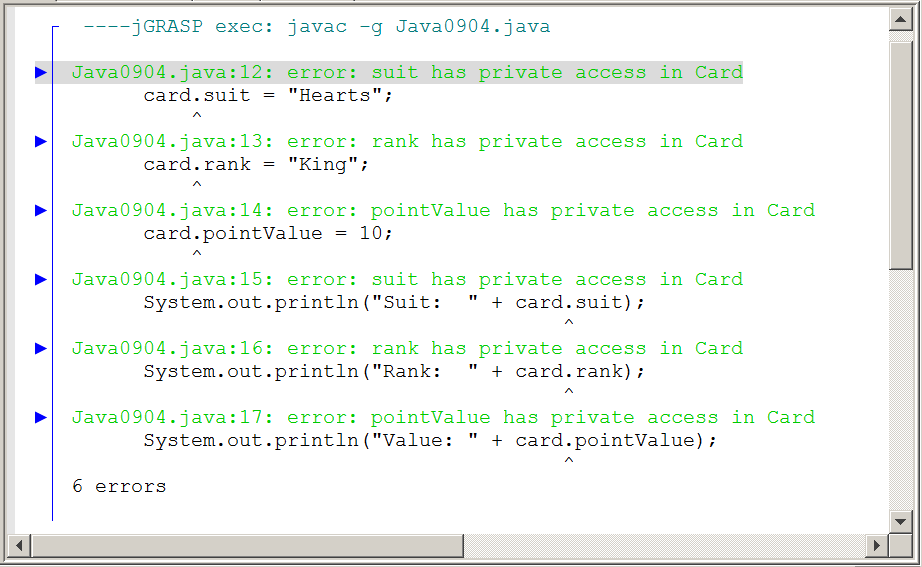 ----jGRASP exec: javac -g Java0904.java
Java0904.java:12: error: suit has private access in Card
card.suit = "Hearts";
^
Java0904.java:13: error: rank has private access in Card
card.rank = "King";
^
Java0904.java:14: error: pointValue has private access in Card
card.pointValue = 10;
^
Java0904.java:15: error: suit has private access in Card
System.out.println("Suit:  " + card.suit);
^
Java0904.java:16: error: rank has private access in Card
System.out.println("Rank:  " + card.rank);
^
Java0904.java:17: error: pointValue has private access in Card
System.out.println("Value: " + card.pointValue);
^
6 errors